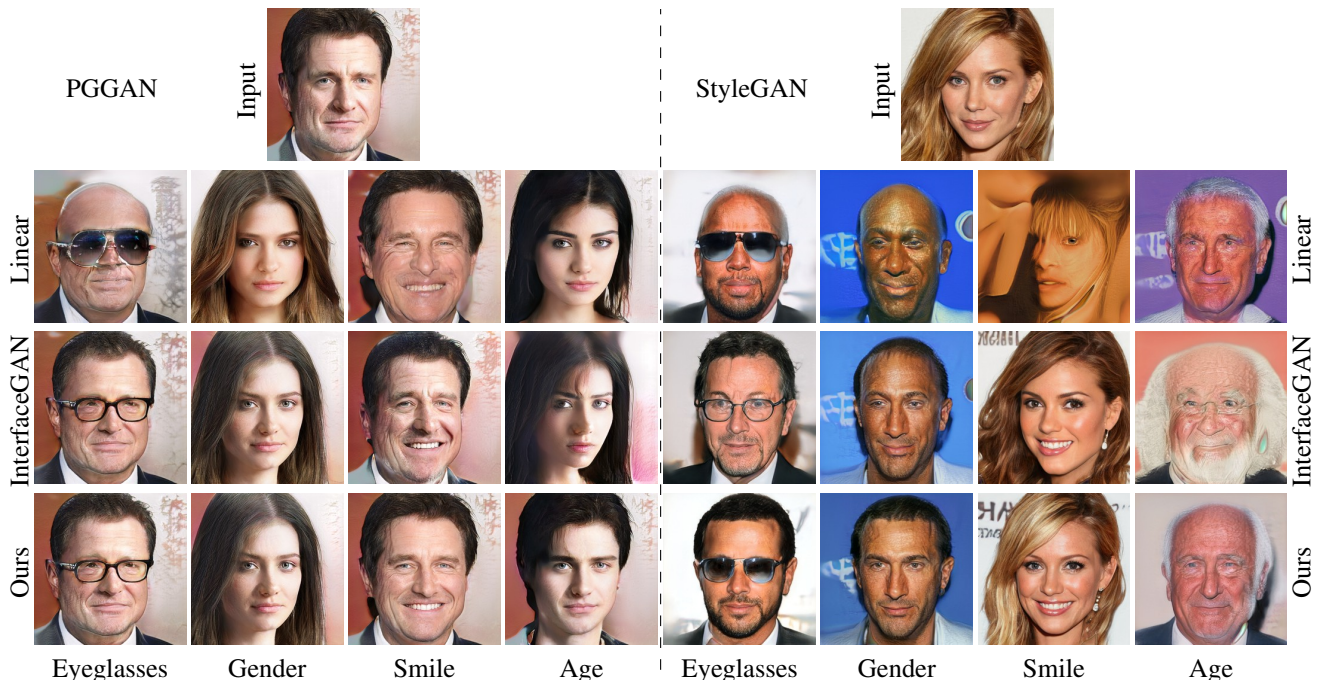 PGGAN
Input
StyleGAN
Input
Linear
Linear
InterfaceGAN
InterfaceGAN
Ours
Ours
Eyeglasses Gender Smile Age Eyeglasses Gender Smile Age